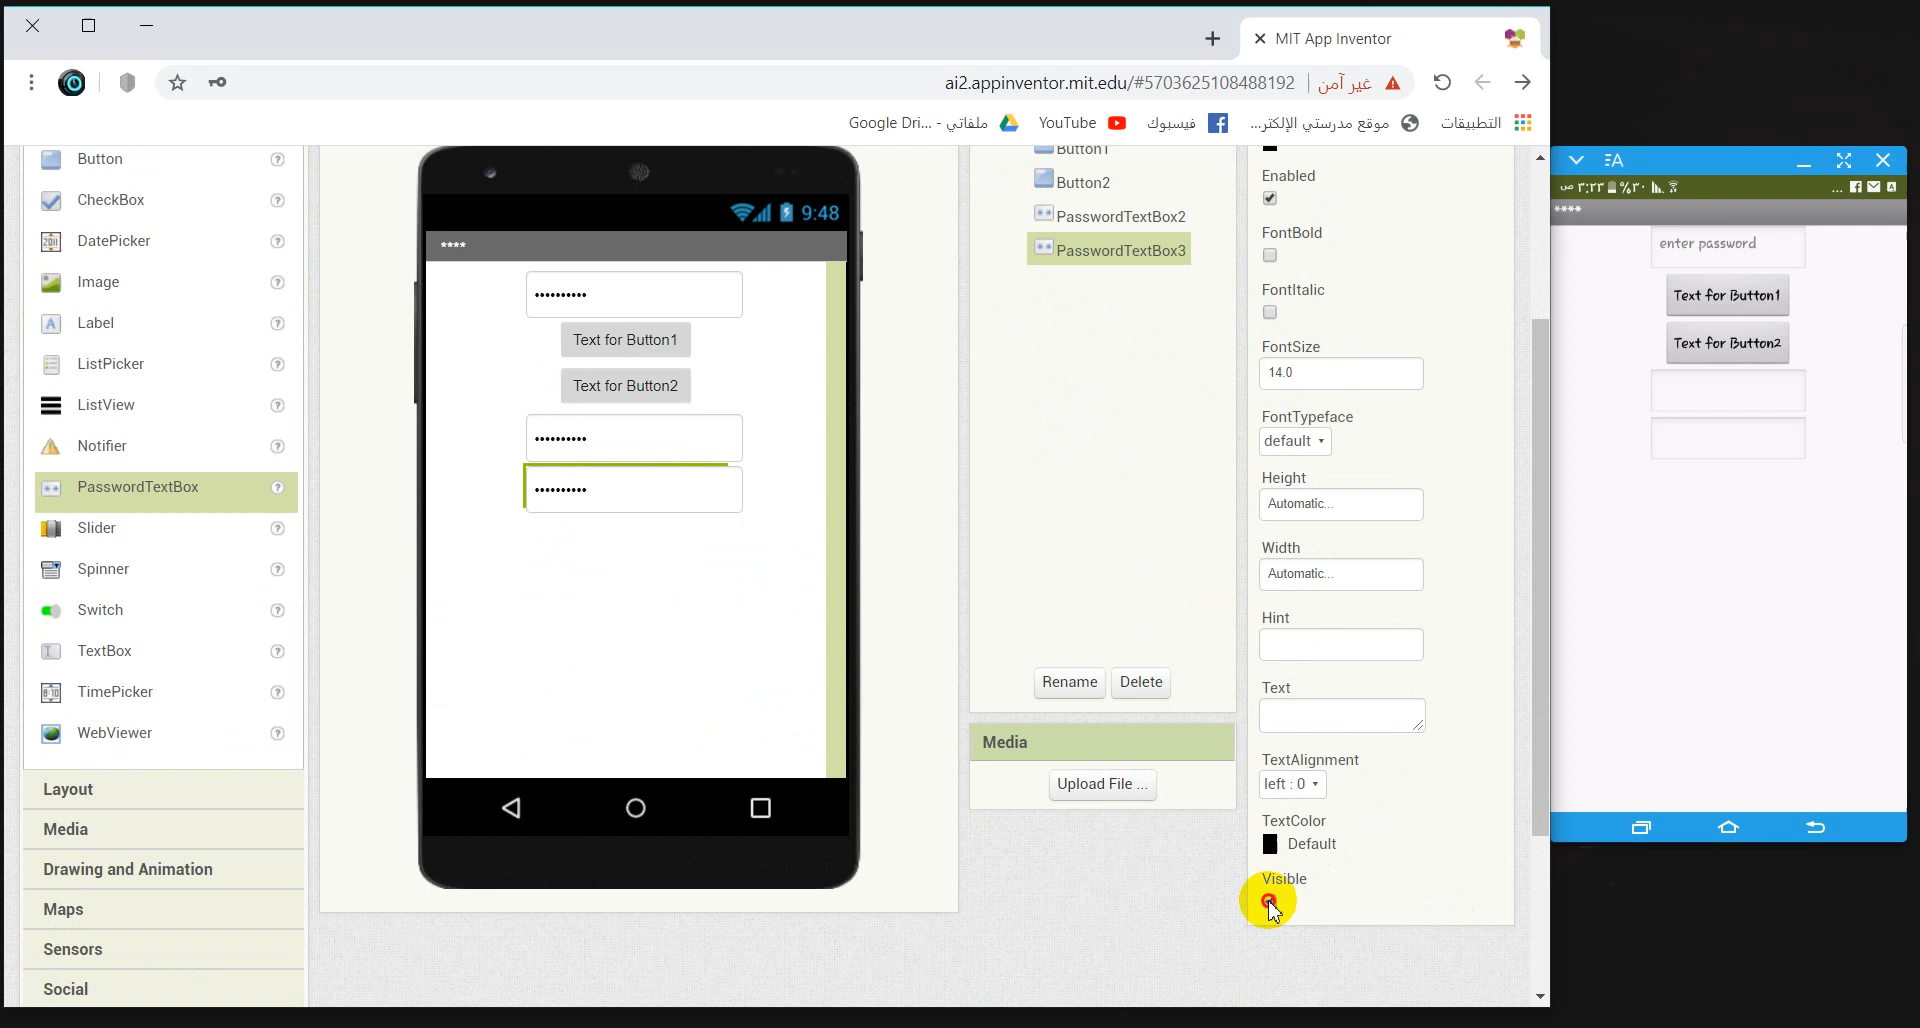 MIT App Inventor
ai2.appinventor.mit.edu/#5703625108488192
غير آمن
التطبيقات
موقع مدرستي الإلكتر...
فيسبوك
YouTube
ملفاتي - Google Dri...
Button
CheckBox
DatePicker
Image
Label
ListPicker
ListView
Notifier
PasswordTextBox
Slider
Spinner
Switch
TextBox
TimePicker
WebViewer
Layout
Media
Drawing and Animation
Maps
Sensors
Social
9:48
****
••••••••••
Text for Button1
Text for Button2
••••••••••
••••••••••
Button1
Button2
PasswordTextBox2
PasswordTextBox3
Rename
Delete
Media
Upload File ...
Enabled
FontBold
FontItalic
FontSize
14.0
FontTypeface
default
Height
Automatic...
Width
Automatic...
Hint
Text
TextAlignment
left : 0
TextColor
Default
Visible
٣:٢٣ ص
%٣٠
...
****
enter password
Text for Button1
Text for Button2